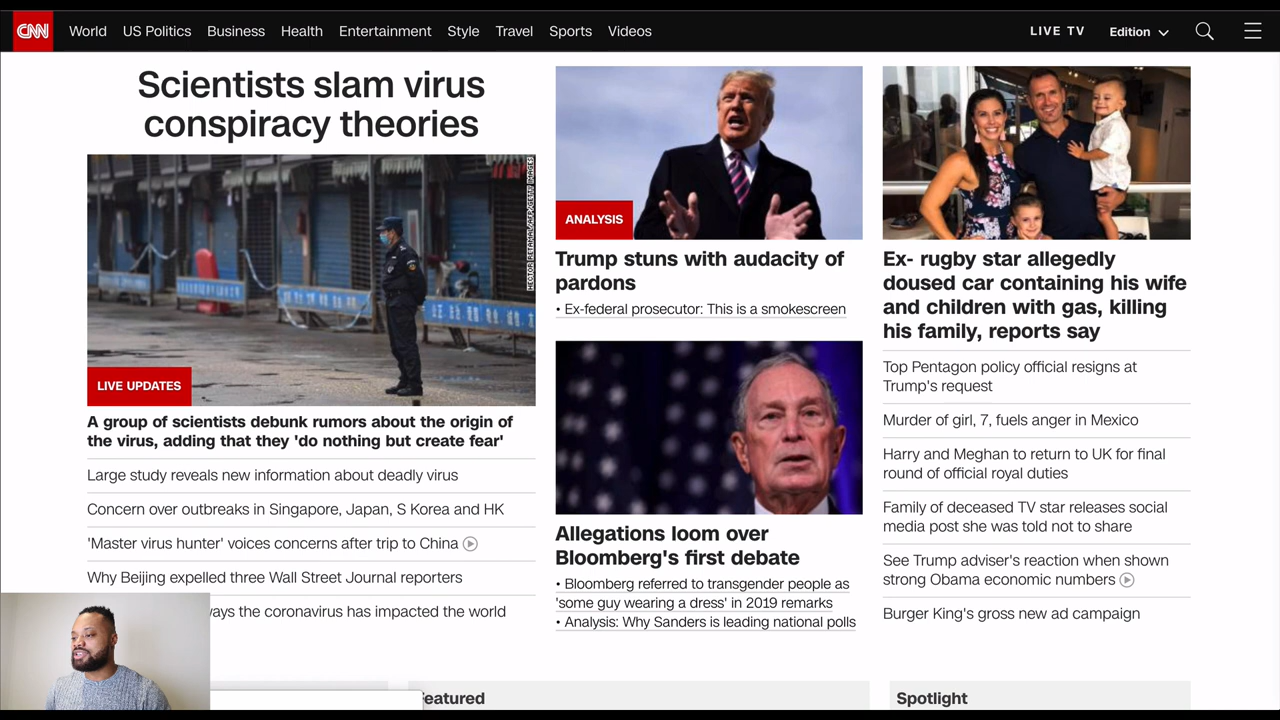 CNN World US Politics Business Health Entertainment Style Travel Sports Videos LIVE TV Edition
Scientists slam virus
conspiracy theories
HECTOR RETAMAL/AFP/GETTY IMAGES
LIVE UPDATES
A group of scientists debunk rumors about the origin of
the virus, adding that they 'do nothing but create fear'
Large study reveals new information about deadly virus
Concern over outbreaks in Singapore, Japan, S Korea and HK
'Master virus hunter' voices concerns after trip to China
Why Beijing expelled three Wall Street Journal reporters
ways the coronavirus has impacted the world
ANALYSIS
Trump stuns with audacity of
pardons
• Ex-federal prosecutor: This is a smokescreen
Allegations loom over
Bloomberg's first debate
• Bloomberg referred to transgender people as
'some guy wearing a dress' in 2019 remarks
• Analysis: Why Sanders is leading national polls
Ex- rugby star allegedly
doused car containing his wife
and children with gas, killing
his family, reports say
Top Pentagon policy official resigns at
Trump's request
Murder of girl, 7, fuels anger in Mexico
Harry and Meghan to return to UK for final
round of official royal duties
Family of deceased TV star releases social
media post she was told not to share
See Trump adviser's reaction when shown
strong Obama economic numbers
Burger King's gross new ad campaign
Featured
Spotlight